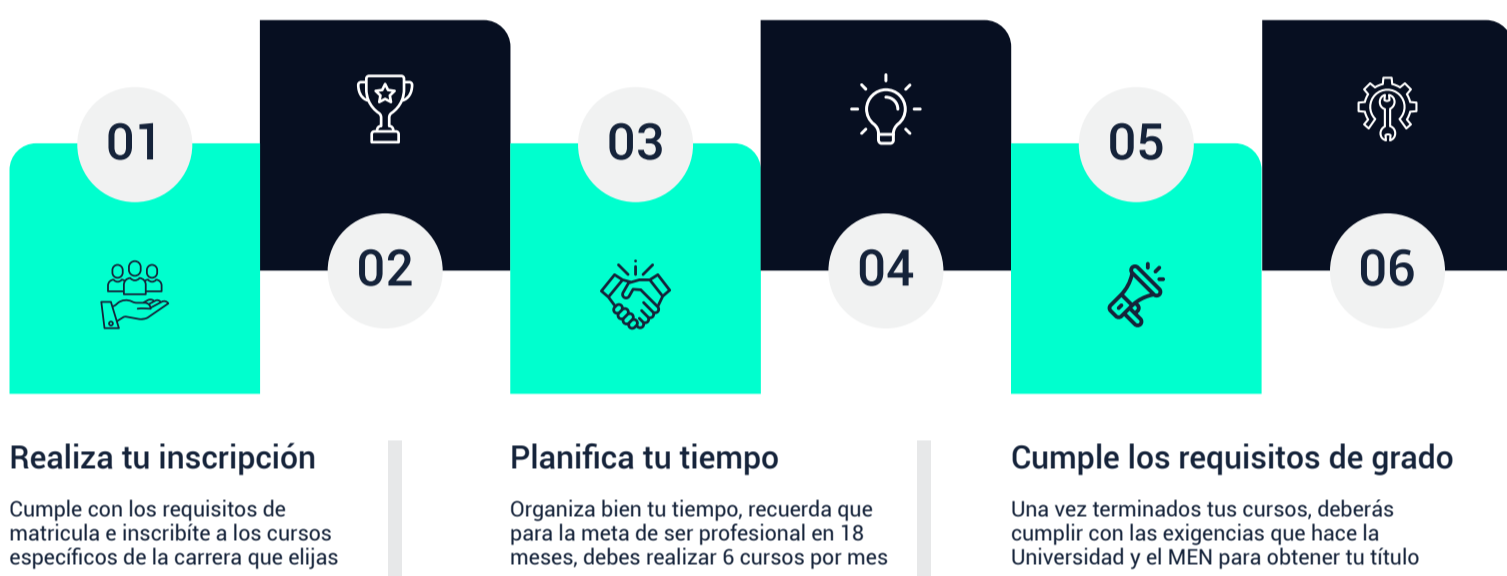 01
02
03
04
05
06
Realiza tu inscripción
Cumple con los requisitos de
matricula e inscribíte a los cursos
específicos de la carrera que elijas
Planifica tu tiempo
Organiza bien tu tiempo, recuerda que
para la meta de ser profesional en 18
meses, debes realizar 6 cursos por mes
Cumple los requisitos de grado
Una vez terminados tus cursos, deberás
cumplir con las exigencias que hace la
Universidad y el MEN para obtener tu título